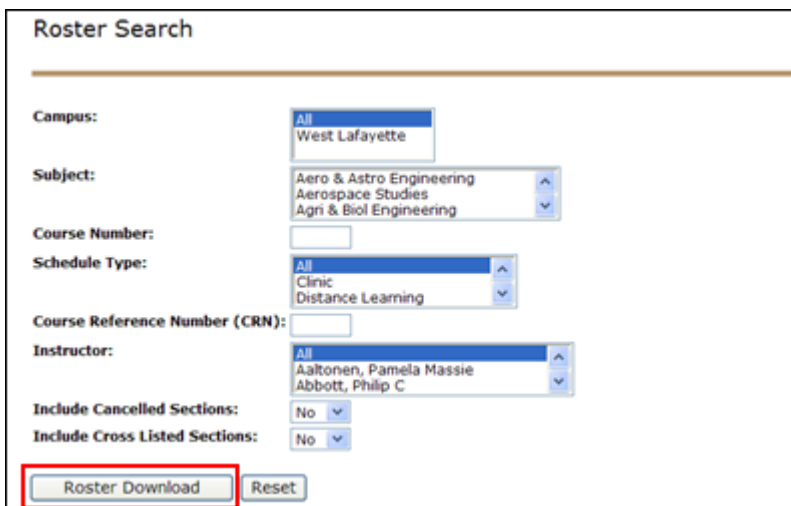 Roster Search
Campus:
All
West Lafayette
Subject:
Aero & Astro Engineering
Aerospace Studies
Agri & Biol Engineering
Course Number:
Schedule Type:
All
Clinic
Distance Learning
Course Reference Number (CRN):
Instructor:
All
Aaltonen, Pamela Massie
Abbott, Philip C
Include Cancelled Sections: No
Include Cross Listed Sections: No
Roster Download Reset